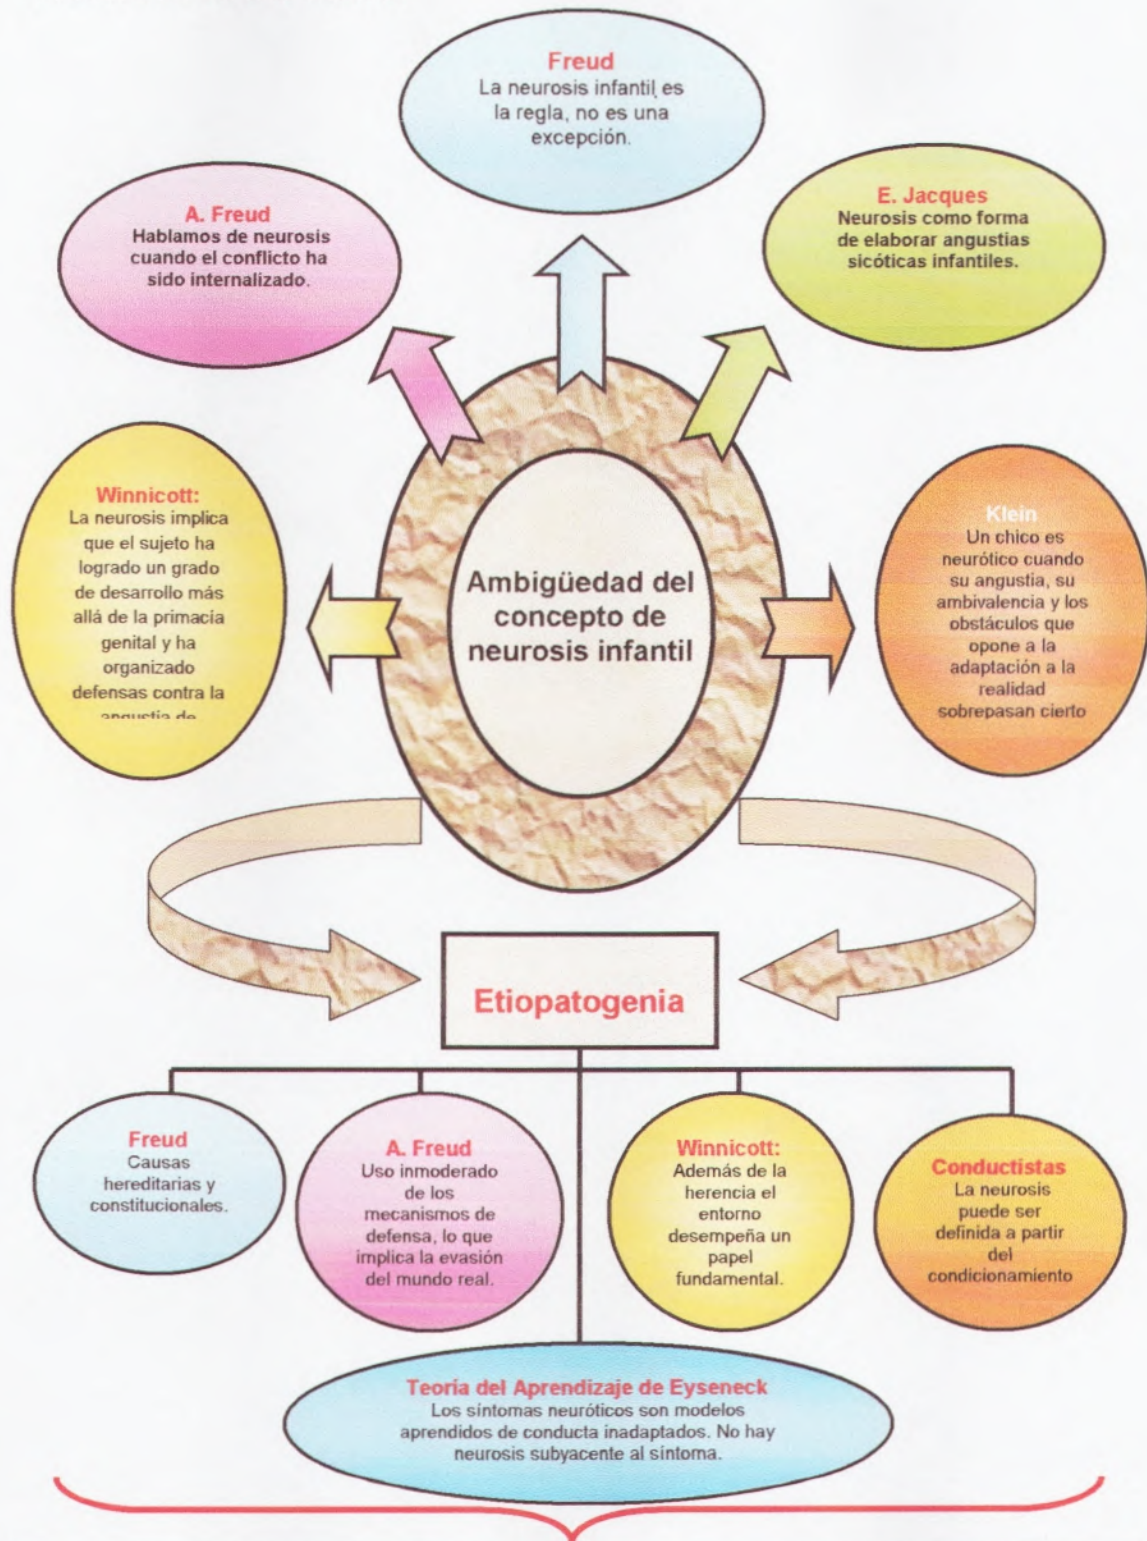 Freud
La neurosis infantil es
la regla, no es una
excepción.
A. Freud
Hablamos de neurosis
cuando el conflicto ha
sido internalizado.
E. Jacques
Neurosis como forma
de elaborar angustias
sicóticas infantiles.
Winnicott:
La neurosis implica
que el sujeto ha
logrado un grado
de desarrollo más
allá de la primacía
genital y ha
organizado
defensas contra la
angustia de
Ambigüedad del
concepto de
neurosis infantil
Klein
Un chico es
neurótico cuando
su angustia, su
ambivalencia y los
obstáculos que
opone a la
adaptación a la
realidad
sobrepasan cierto
Etiopatogenia
Freud
Causas
hereditarias y
constitucionales.
A. Freud
Uso inmoderado
de los
mecanismos de
defensa, lo que
implica la evasión
del mundo real.
Winnicott:
Además de la
herencia el
entorno
desempeña un
papel
fundamental.
Conductistas
La neurosis
puede ser
definida a partir
del
condicionamiento
Teoría del Aprendizaje de Eyseneck
Los síntomas neuróticos son modelos
aprendidos de conducta inadaptados. No hay
neurosis subyacente al síntoma.